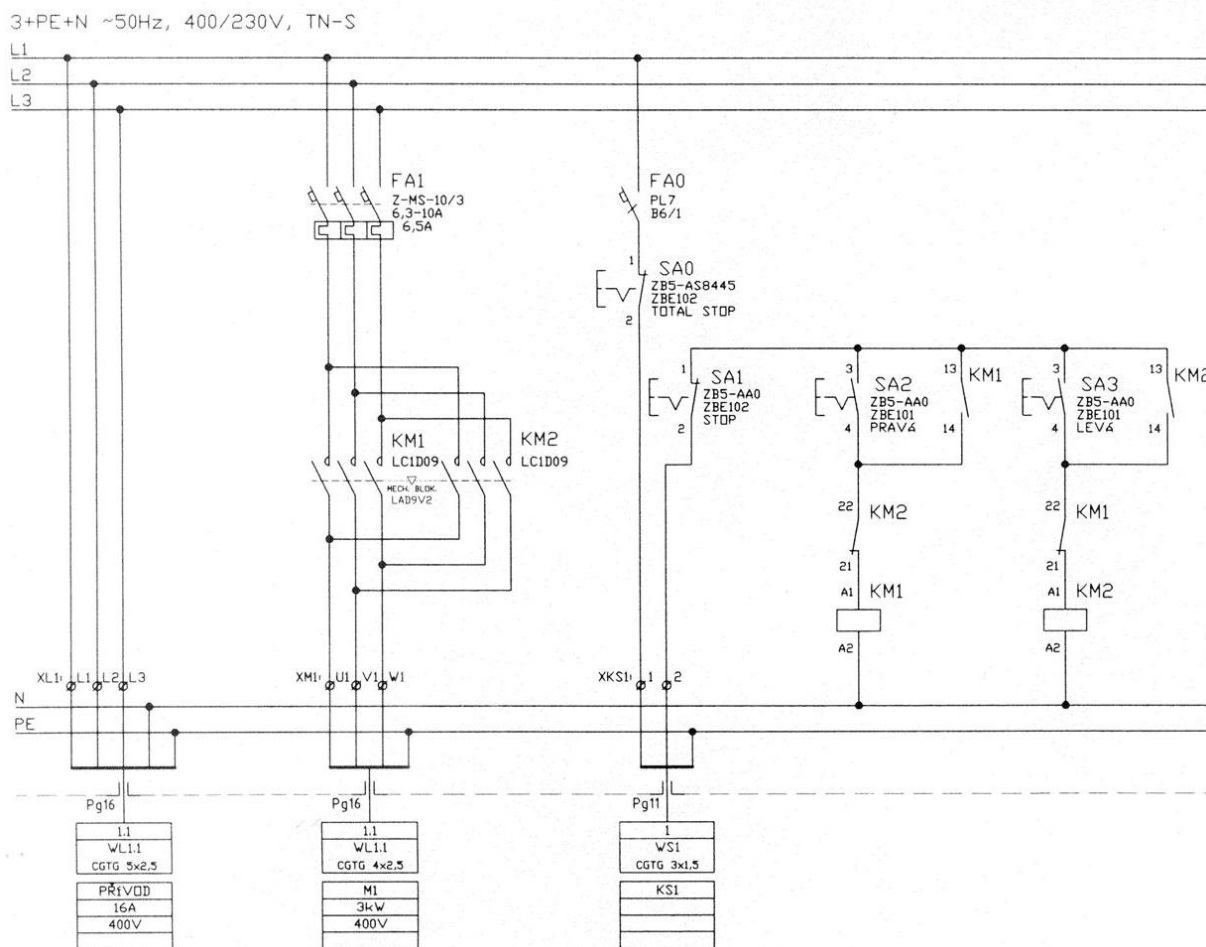 3+PE+N ~50Hz, 400/230V, TN-S
L1
L2
L3
FA1
Z-MS-10/3
6,3-10A
6,5A
FA0
PL7
B6/1
1
SA0
ZB5-AS8445
ZBE102
TOTAL STOP
2
1
SA1
ZB5-AA0
ZBE102
STOP
2
3
SA2
ZB5-AA0
ZBE101
PRAVá
4
13
KM1
14
3
SA3
ZB5-AA0
ZBE101
LEVá
4
13
KM2
14
KM1
LC1D09
KM2
LC1D09
MECH. BLOK.
LAD9V2
22
KM2
21
A1
KM1
A2
22
KM1
21
A1
KM2
A2
XL1: L1 L2 L3
XM1: U1 V1 W1
XKS1: 1 2
N
PE
Pg16
Pg16
Pg11
1.1
WL1.1
CGTG 5x2,5
PŘíVOD
16A
400V
1.1
WL1.1
CGTG 4x2,5
M1
3kW
400V
1
WS1
CGTG 3x1,5
KS1